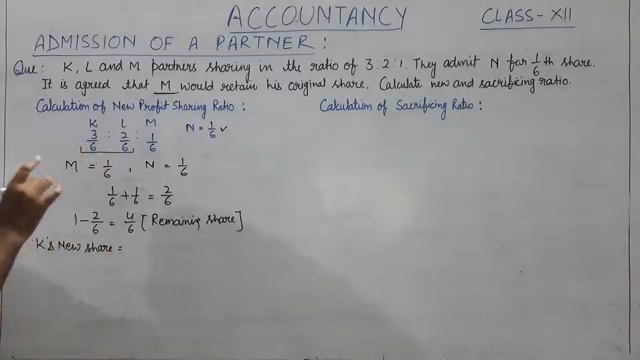 ACCOUNTANCY CLASS-XII
ADMISSION OF A PARTNER :
Que: K, L and M partners sharing in the ratio of 3:2:1. They admit N for 1/6 th share.
It is agreed that M would retain his original share. Calculate new and sacrificing ratio.
Calculation of New Profit Sharing Ratio :
K L M
3/6 : 2/6 : 1/6 N = 1/6 ✓
M = 1/6 , N = 1/6
1/6 + 1/6 = 2/6
1 - 2/6 = 4/6 [Remaining share]
K's New share =
Calculation of Sacrificing Ratio :